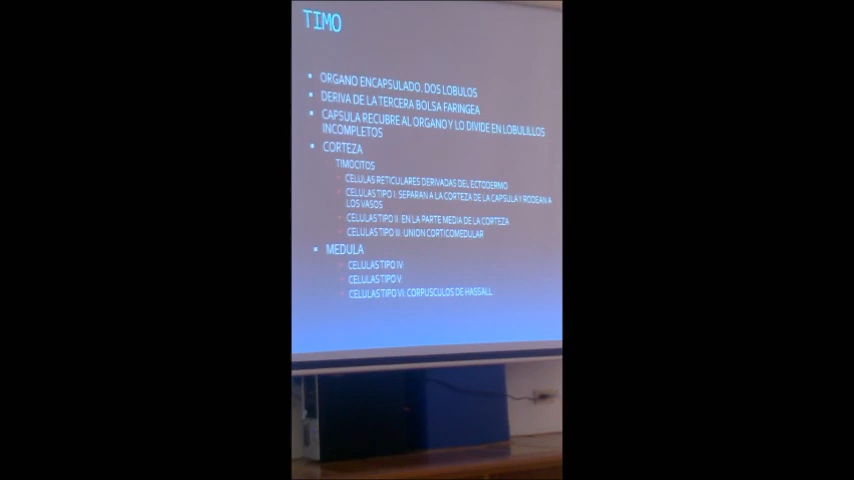 TIMO
ORGANO ENCAPSULADO. DOS LOBULOS
DERIVA DE LA TERCERA BOLSA FARINGEA
CAPSULA RECUBRE AL ORGANO Y LO DIVIDE EN LOBULILLOS
INCOMPLETOS
CORTEZA
TIMOCITOS
CELULAS RETICULARES DERIVADAS DEL ECTODERMO
CELULAS TIPO I: SEPARAN A LA CORTEZA DE LA CAPSULA Y RODEAN A
LOS VASOS
CELULAS TIPO II: EN LA PARTE MEDIA DE LA CORTEZA
CELULAS TIPO III: UNION CORTICOMEDULAR
MEDULA
CELULAS TIPO IV:
CELULAS TIPO V:
CELULAS TIPO VI: CORPUSCULOS DE HASSALL